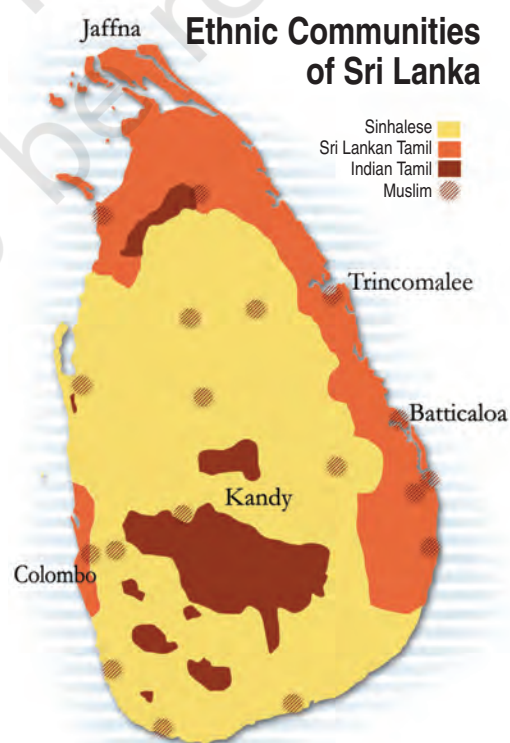 Jaffna
Ethnic Communities
of Sri Lanka
Sinhalese
Sri Lankan Tamil
Indian Tamil
Muslim
Trincomalee
Batticaloa
Kandy
Colombo